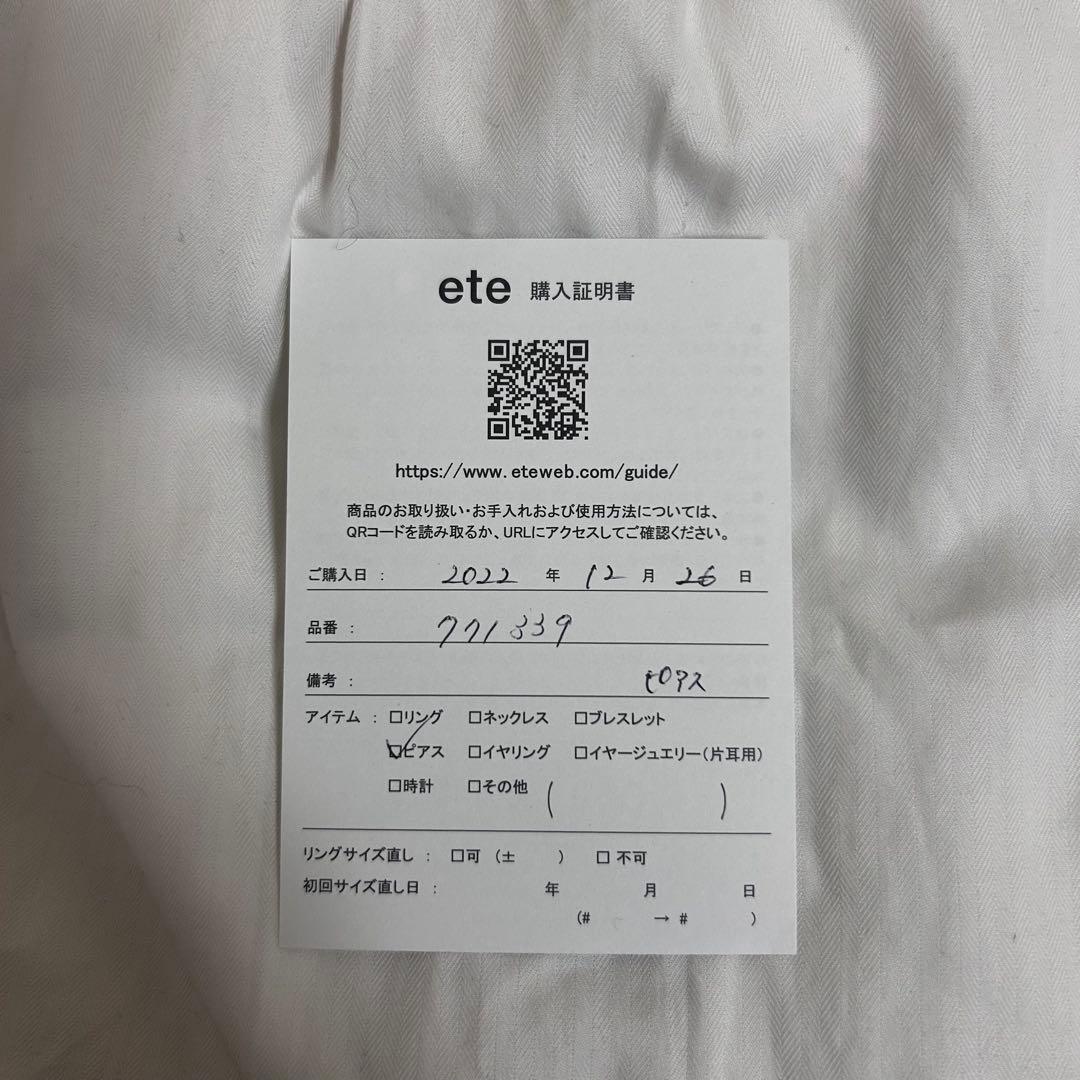 ete 購入証明書
https://www.eteweb.com/guide/
商品のお取り扱い・お手入れおよび使用方法については、
QRコードを読み取るか、URLにアクセスしてご確認ください。
ご購入日 : 2022 年 12 月 26 日
品番 : 771339
備考 : ピアス
アイテム : □リング □ネックレス □ブレスレット
☑ピアス □イヤリング □イヤージュエリー(片耳用)
□時計 □その他 ( )
リングサイズ直し : □可 (± ) □ 不可
初回サイズ直し日 : 年 月 日
(# → # )